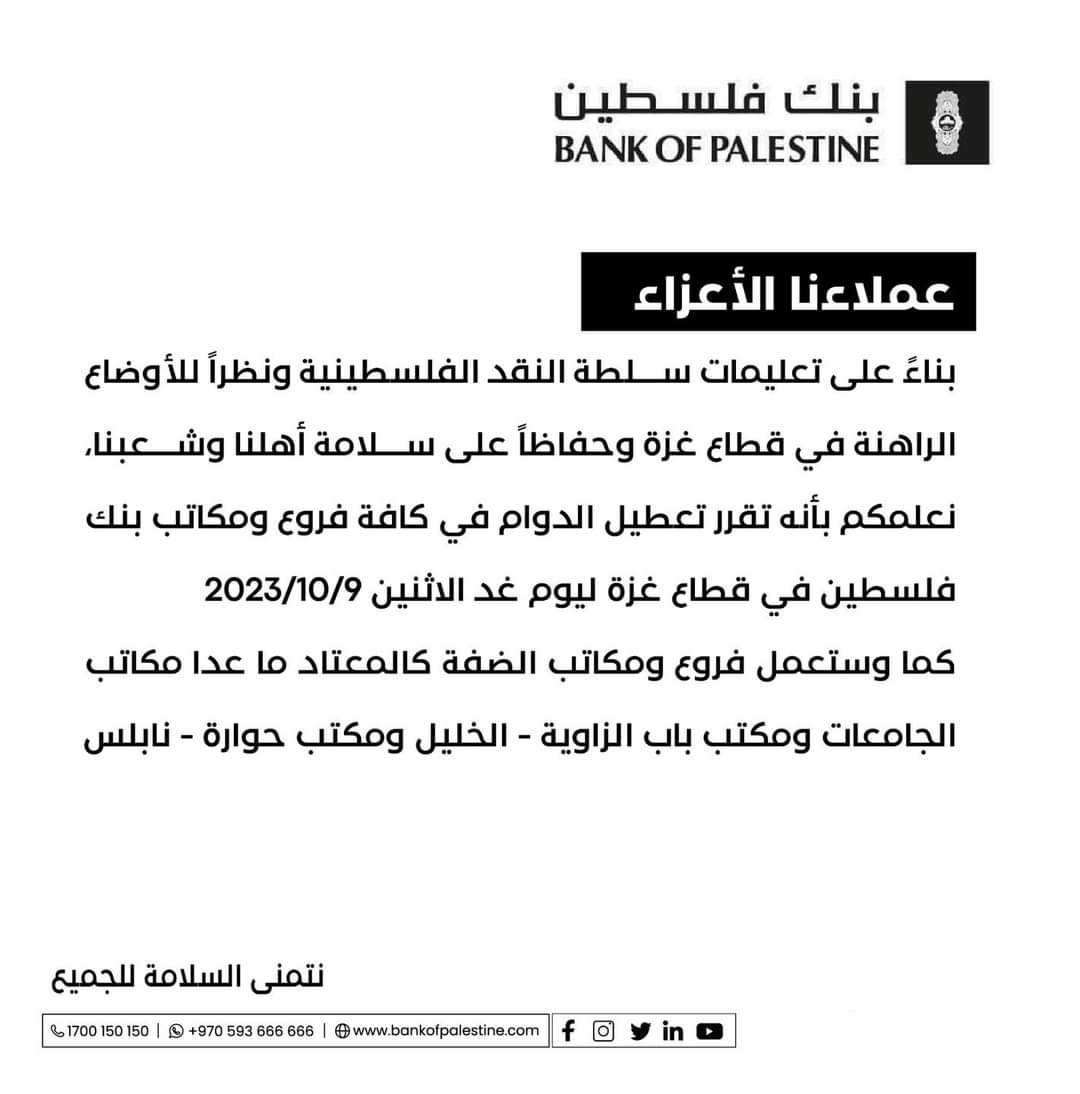 بنك فلسطين
BANK OF PALESTINE
عملاءنا الأعزاء
بناءً على تعليمات سلطة النقد الفلسطينية ونظراً للأوضاع
الراهنة في قطاع غزة وحفاظاً على سلامة أهلنا وشعبنا،
نعلمكم بأنه تقرر تعطيل الدوام في كافة فروع ومكاتب بنك
فلسطين في قطاع غزة ليوم غد الاثنين 2023/10/9
كما وستعمل فروع ومكاتب الضفة كالمعتاد ما عدا مكاتب
الجامعات ومكتب باب الزاوية - الخليل ومكتب حوارة - نابلس
نتمنى السلامة للجميع
1700 150 150 | +970 593 666 666 | www.bankofpalestine.com